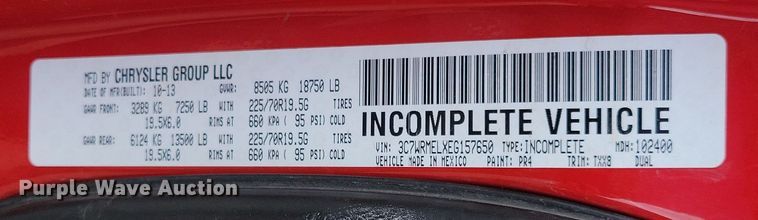 MFD BY CHRYSLER GROUP LLC
DATE OF MFR(BUILT): 10-13 GVWR: 8505 KG 18750 LB
GAWR FRONT: 3289 KG 7250 LB WITH 225/70R19.5G TIRES
19.5X6.0 RIMS AT 660 KPA ( 95 PSI) COLD
GAWR REAR: 6124 KG 13500 LB WITH 225/70R19.5G TIRES
19.5X6.0 RIMS AT 660 KPA ( 95 PSI) COLD
INCOMPLETE VEHICLE
VIN: 3C7WRMELXEG157650 TYPE: INCOMPLETE MDH: 102400
VEHICLE MADE IN MEXICO PAINT: PR4 TRIM: TXX8 DUAL
Purple Wave Auction
Purple Wave Auction